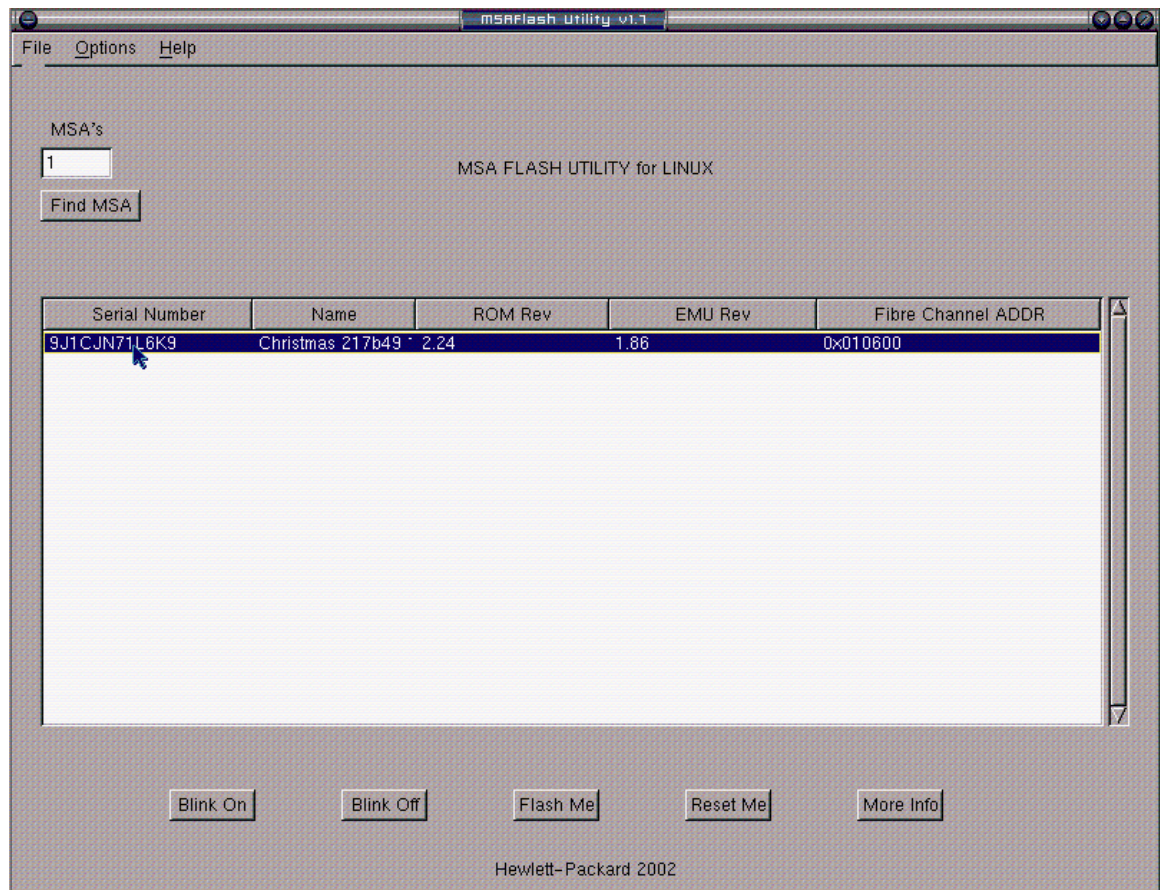 MSAFlash Utility v1.7
File Options Help
MSA's
1
MSA FLASH UTILITY for LINUX
Find MSA
Serial Number Name ROM Rev EMU Rev Fibre Channel ADDR
9J1CJN71L6K9 Christmas 217b49 2.24 1.86 0x010600
Blink On Blink Off Flash Me Reset Me More Info
Hewlett-Packard 2002